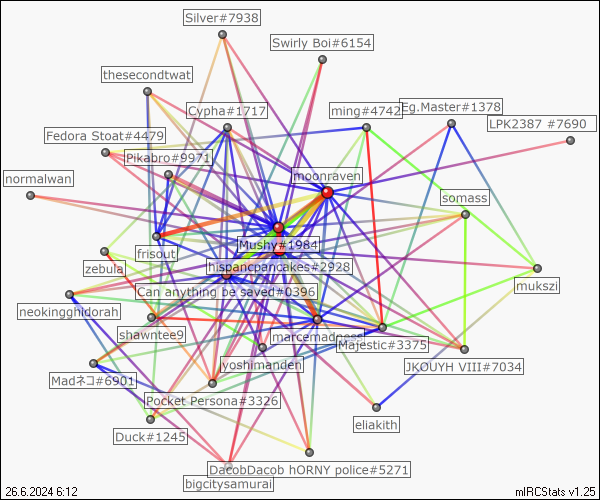 Silver#7938
Swirly Boi#6154
thesecondtwat
Cypha#1717
ming#4742
Eg.Master#1378
LPK2387 #7690
Fedora Stoat#4479
Pikabro#9971
moonraven
normalwan
somass
Mushy#1984
frisout
hispancpancakes#2928
zebula
mukszi
Can anything be saved#0396
neokingghidorah
shawntee9
marcemadness
Majestic#3375
yoshimanden
JKOUYH VIII#7034
Madネコ#6901
Pocket Persona#3326
eliakith
Duck#1245
DacobDacob hORNY police#5271
bigcitysamurai
26.6.2024 6:12
mIRCStats v1.25